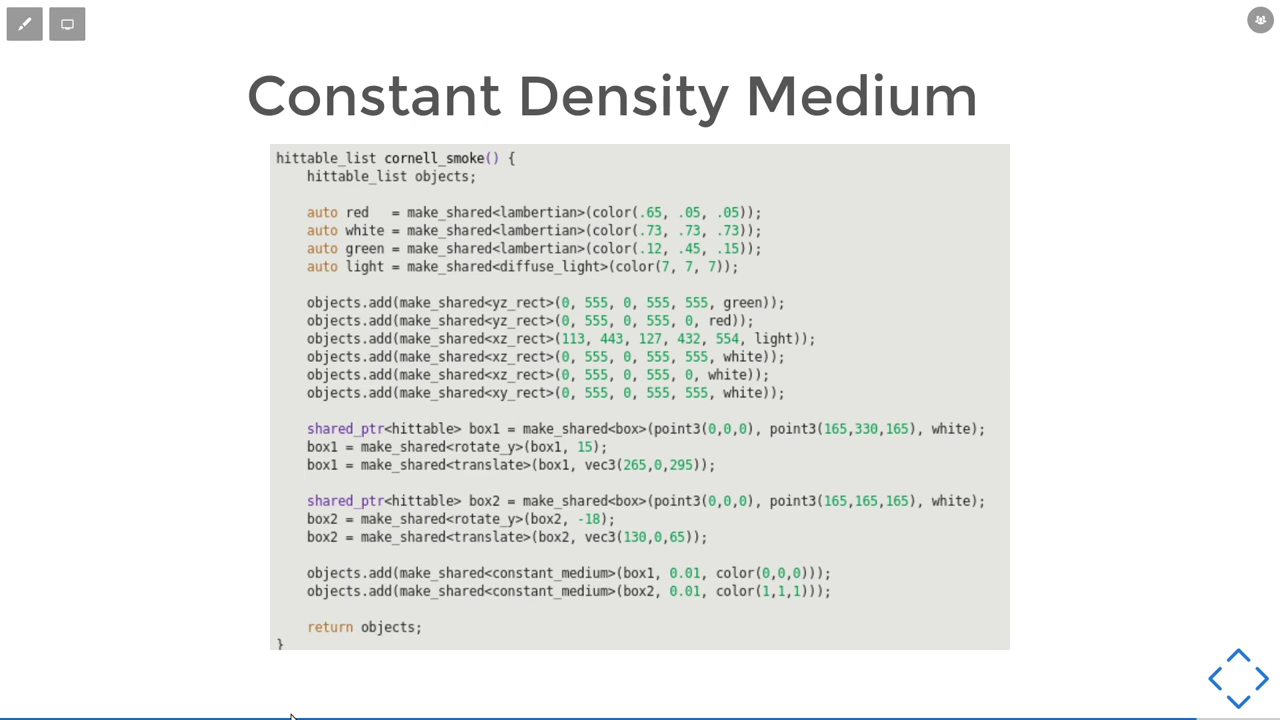 Constant Density Medium
hittable_list cornell_smoke() {
    hittable_list objects;

    auto red   = make_shared<lambertian>(color(.65, .05, .05));
    auto white = make_shared<lambertian>(color(.73, .73, .73));
    auto green = make_shared<lambertian>(color(.12, .45, .15));
    auto light = make_shared<diffuse_light>(color(7, 7, 7));

    objects.add(make_shared<yz_rect>(0, 555, 0, 555, 555, green));
    objects.add(make_shared<yz_rect>(0, 555, 0, 555, 0, red));
    objects.add(make_shared<xz_rect>(113, 443, 127, 432, 554, light));
    objects.add(make_shared<xz_rect>(0, 555, 0, 555, 555, white));
    objects.add(make_shared<xz_rect>(0, 555, 0, 555, 0, white));
    objects.add(make_shared<xy_rect>(0, 555, 0, 555, 555, white));

    shared_ptr<hittable> box1 = make_shared<box>(point3(0,0,0), point3(165,330,165), white);
    box1 = make_shared<rotate_y>(box1, 15);
    box1 = make_shared<translate>(box1, vec3(265,0,295));

    shared_ptr<hittable> box2 = make_shared<box>(point3(0,0,0), point3(165,165,165), white);
    box2 = make_shared<rotate_y>(box2, -18);
    box2 = make_shared<translate>(box2, vec3(130,0,65));

    objects.add(make_shared<constant_medium>(box1, 0.01, color(0,0,0)));
    objects.add(make_shared<constant_medium>(box2, 0.01, color(1,1,1)));

    return objects;
}